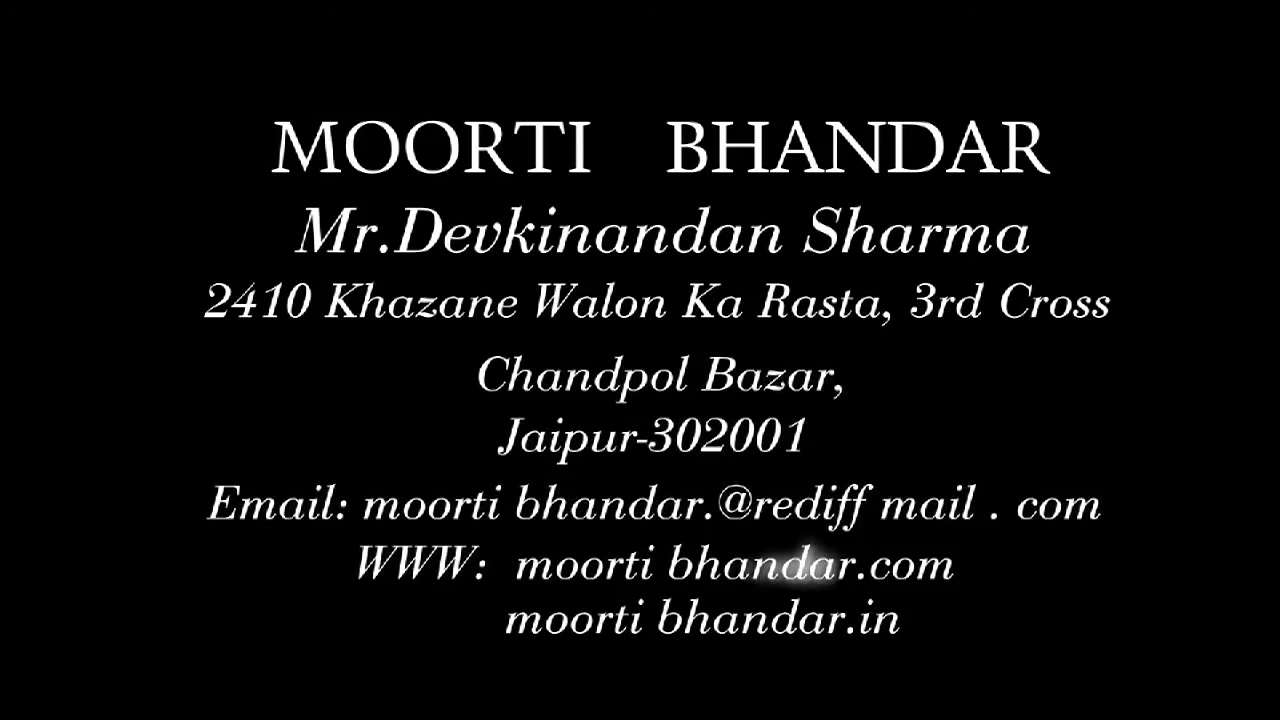 MOORTI BHANDAR
Mr.Devkinandan Sharma
2410 Khazane Walon Ka Rasta, 3rd Cross
Chandpol Bazar,
Jaipur-302001
Email: moorti bhandar.@rediff mail . com
WWW: moorti bhandar.com
moorti bhandar.in